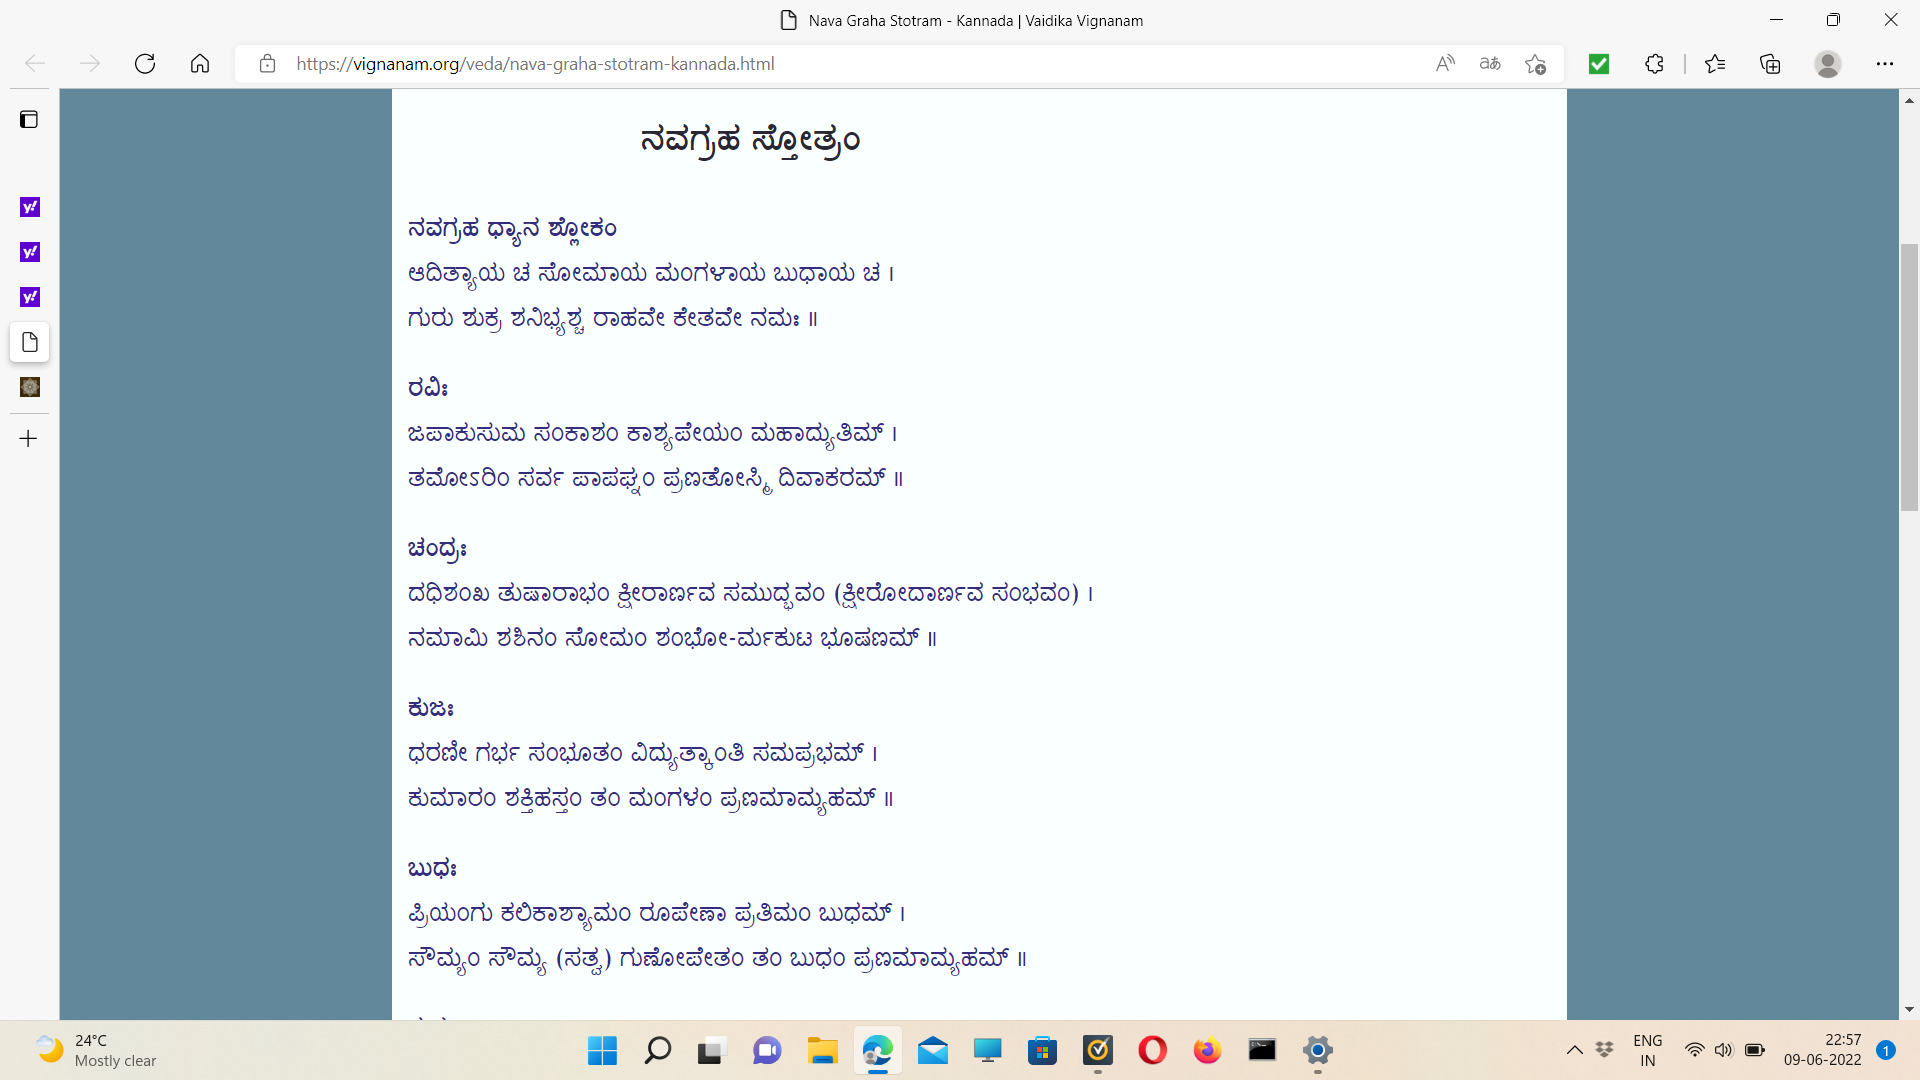 Nava Graha Stotram - Kannada | Vaidika Vignanam
https://vignanam.org/veda/nava-graha-stotram-kannada.html
ನವಗ್ರಹ ಸ್ತೋತ್ರಂ
ನವಗ್ರಹ ಧ್ಯಾನ ಶ್ಲೋಕಂ
ಆದಿತ್ಯಾಯ ಚ ಸೋಮಾಯ ಮಂಗಳಾಯ ಬುಧಾಯ ಚ ।
ಗುರು ಶುಕ್ರ ಶನಿಭ್ಯಶ್ಚ ರಾಹವೇ ಕೇತವೇ ನಮಃ ॥
ರವಿಃ
ಜಪಾಕುಸುಮ ಸಂಕಾಶಂ ಕಾಶ್ಯಪೇಯಂ ಮಹಾದ್ಯುತಿಮ್ ।
ತಮೋಽರಿಂ ಸರ್ವ ಪಾಪಘ್ನಂ ಪ್ರಣತೋಸ್ಮಿ ದಿವಾಕರಮ್ ॥
ಚಂದ್ರಃ
ದಧಿಶಂಖ ತುಷಾರಾಭಂ ಕ್ಷೀರಾರ್ಣವ ಸಮುದ್ಭವಂ (ಕ್ಷೀರೋದಾರ್ಣವ ಸಂಭವಂ) ।
ನಮಾಮಿ ಶಶಿನಂ ಸೋಮಂ ಶಂಭೋ-ರ್ಮಕುಟ ಭೂಷಣಮ್ ॥
ಕುಜಃ
ಧರಣೀ ಗರ್ಭ ಸಂಭೂತಂ ವಿದ್ಯುತ್ಕಾಂತಿ ಸಮಪ್ರಭಮ್ ।
ಕುಮಾರಂ ಶಕ್ತಿಹಸ್ತಂ ತಂ ಮಂಗಳಂ ಪ್ರಣಮಾಮ್ಯಹಮ್ ॥
ಬುಧಃ
ಪ್ರಿಯಂಗು ಕಲಿಕಾಶ್ಯಾಮಂ ರೂಪೇಣಾ ಪ್ರತಿಮಂ ಬುಧಮ್ ।
ಸೌಮ್ಯಂ ಸೌಮ್ಯ (ಸತ್ವ) ಗುಣೋಪೇತಂ ತಂ ಬುಧಂ ಪ್ರಣಮಾಮ್ಯಹಮ್ ॥
24°C
Mostly clear
ENG
IN
22:57
09-06-2022
1